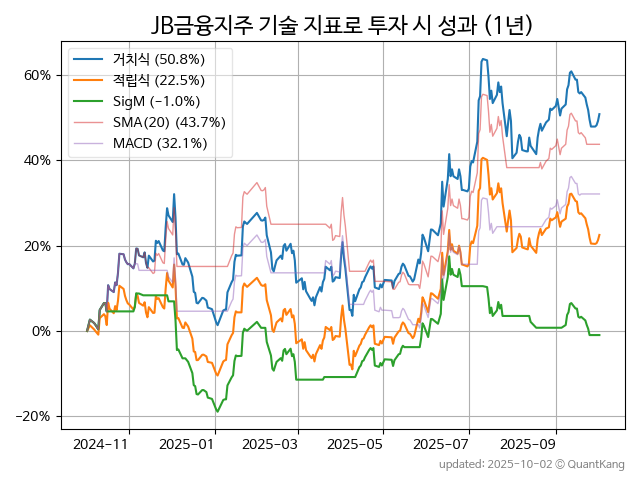 JB금융지주 기술 지표로 투자 시 성과 (1년)
거치식 (50.8%)
적립식 (22.5%)
SigM (−1.0%)
SMA(20) (43.7%)
MACD (32.1%)
60%
40%
20%
0%
−20%
2024-11 2025-01 2025-03 2025-05 2025-07 2025-09
updated: 2025-10-02 © QuantKang